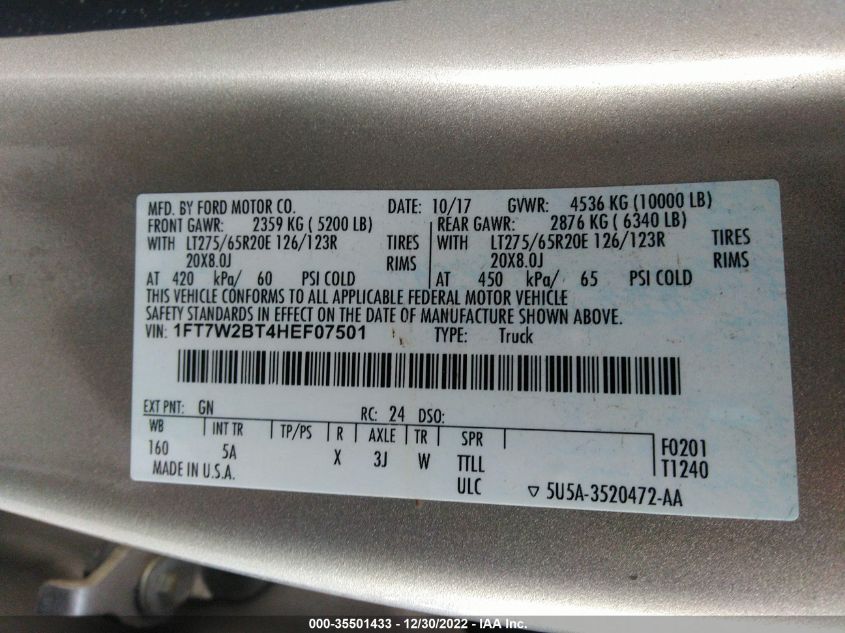 MFD. BY FORD MOTOR CO. DATE: 10/17 GVWR: 4536 KG (10000 LB)
FRONT GAWR: 2359 KG ( 5200 LB) REAR GAWR: 2876 KG ( 6340 LB)
WITH LT275/65R20E 126/123R TIRES WITH LT275/65R20E 126/123R TIRES
20X8.0J RIMS 20X8.0J RIMS
AT 420 kPa/ 60 PSI COLD AT 450 kPa/ 65 PSI COLD
THIS VEHICLE CONFORMS TO ALL APPLICABLE FEDERAL MOTOR VEHICLE
SAFETY STANDARDS IN EFFECT ON THE DATE OF MANUFACTURE SHOWN ABOVE.
VIN: 1FT7W2BT4HEF07501 TYPE: Truck
EXT PNT: GN RC: 24 DSO:
WB INT TR TP/PS R AXLE TR SPR F0201
160 5A X 3J W TTLL T1240
MADE IN U.S.A. ULC ▽ 5U5A-3520472-AA
000-35501433 - 12/30/2022 - IAA Inc.